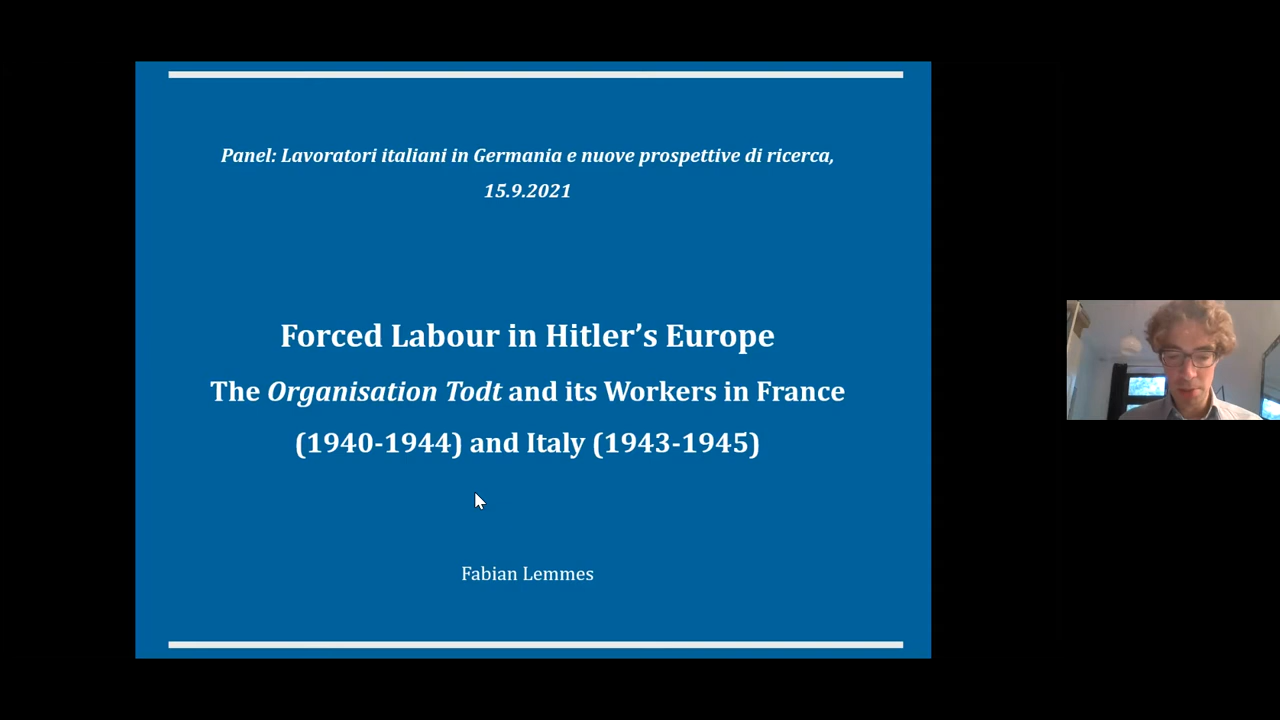 Panel: Lavoratori italiani in Germania e nuove prospettive di ricerca,
15.9.2021
Forced Labour in Hitler’s Europe
The Organisation Todt and its Workers in France
(1940-1944) and Italy (1943-1945)
Fabian Lemmes